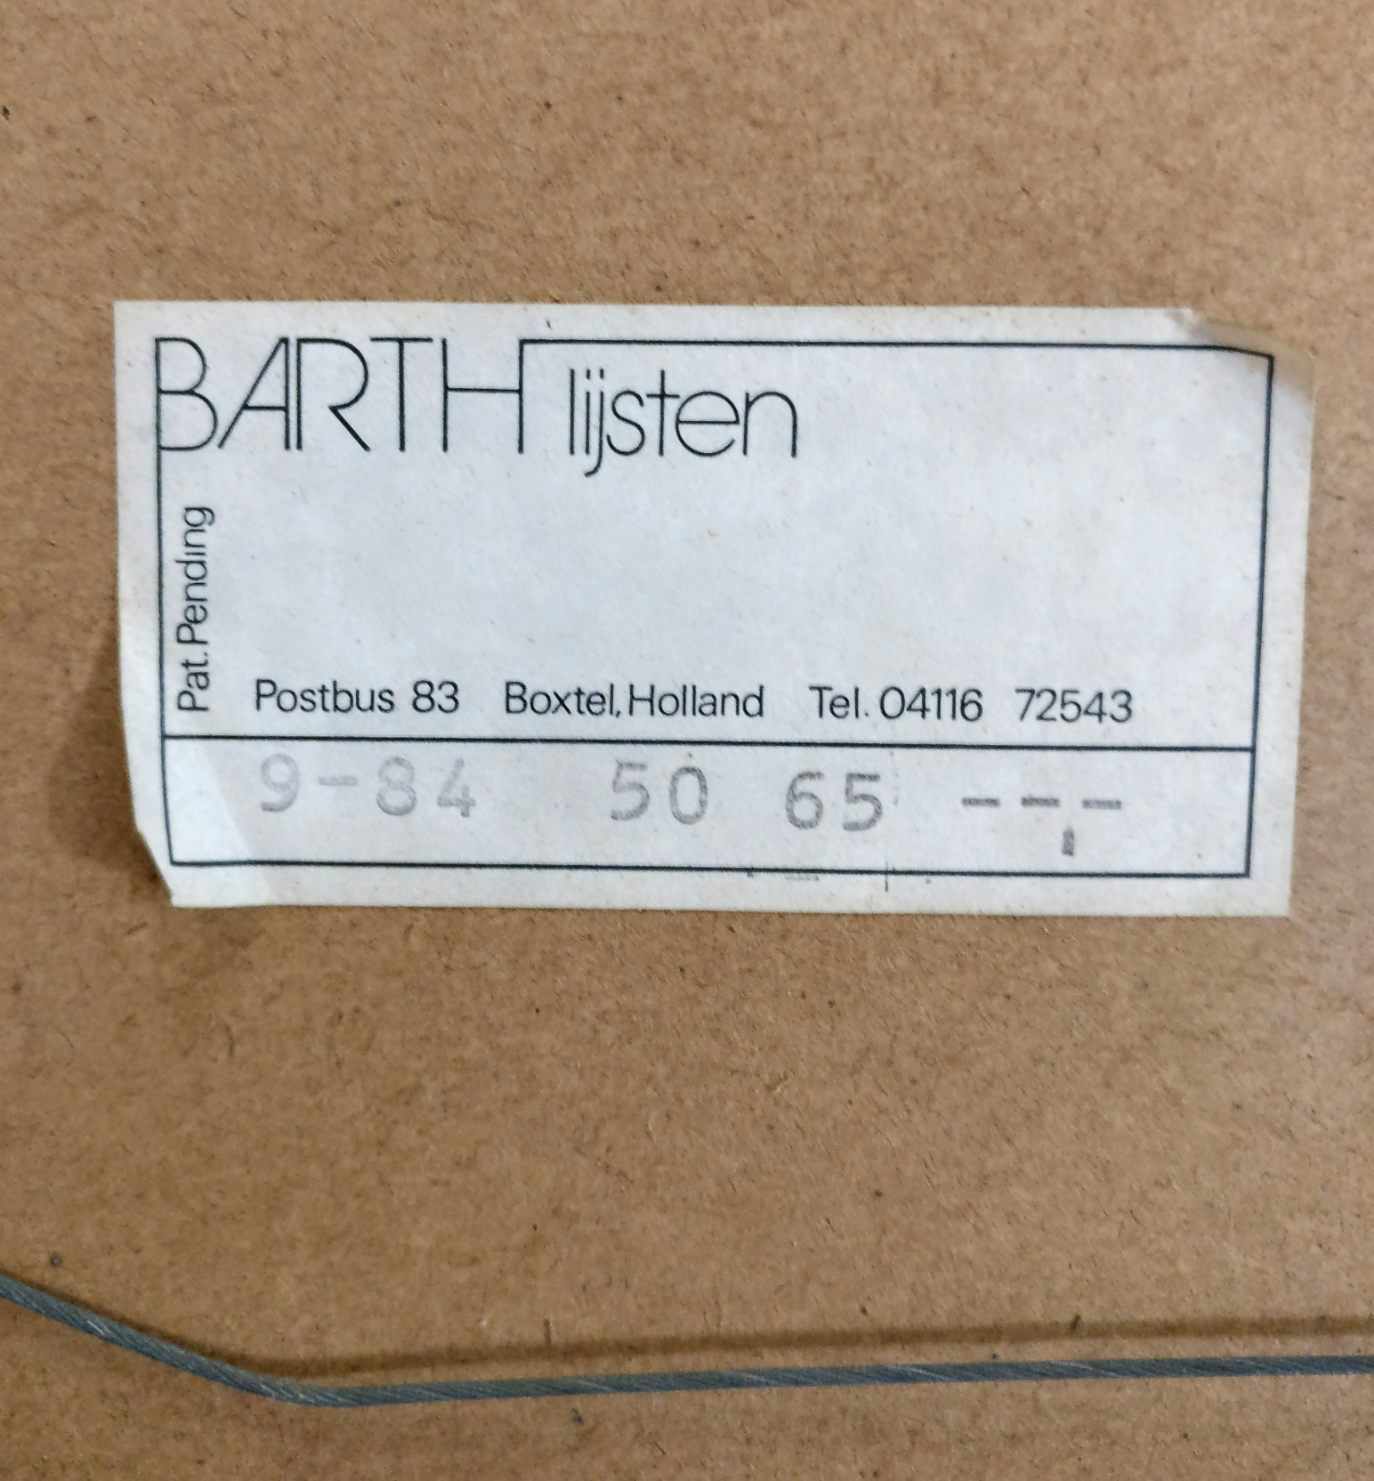 BARTH lijsten
Pat. Pending
Postbus 83 Boxtel, Holland Tel. 04116 72543
9-84 50 65 --,-